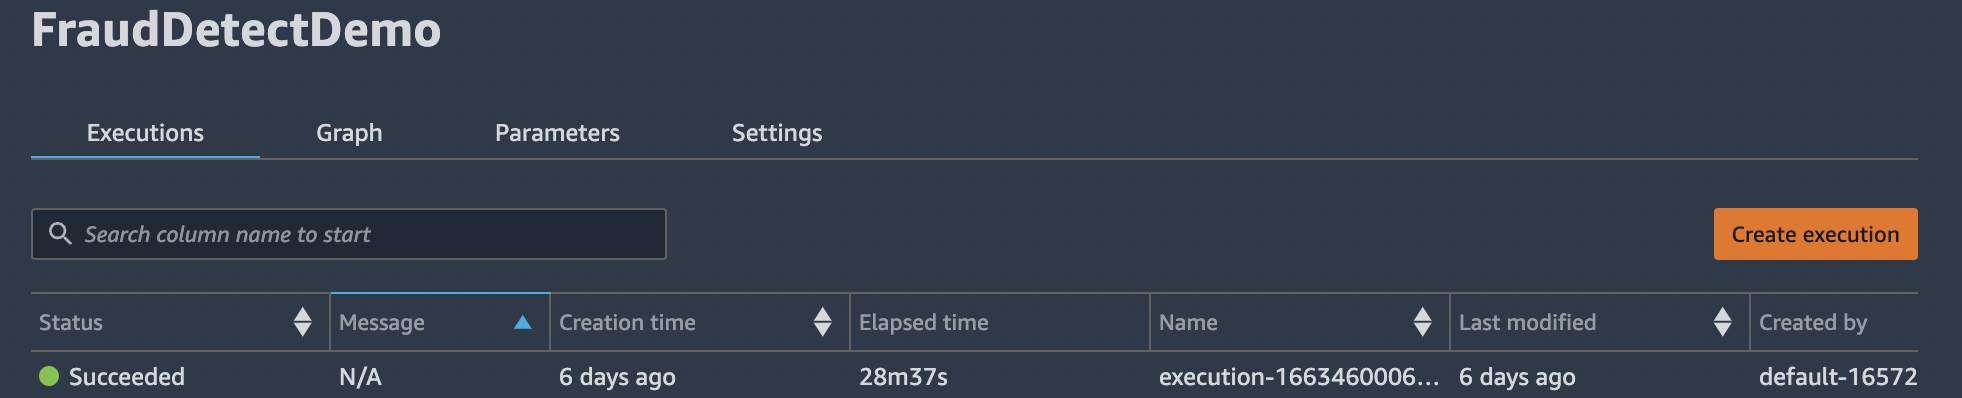 FraudDetectDemo
Executions Graph Parameters Settings
Search column name to start
Create execution
Status Message Creation time Elapsed time Name Last modified Created by
Succeeded N/A 6 days ago 28m37s execution-1663460006... 6 days ago default-16572